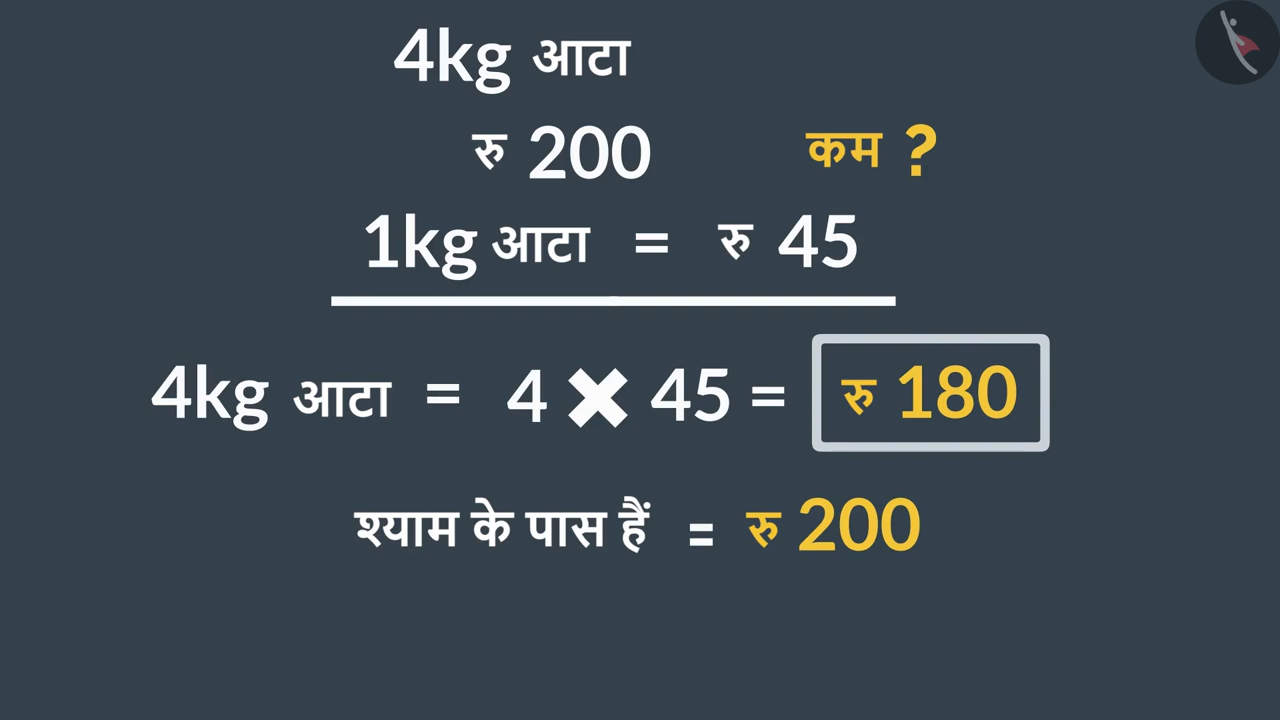 4kg आटा
रु 200 कम ?
1kg आटा = रु 45
4kg आटा = 4 ✖ 45 = रु 180
श्याम के पास हैं = रु 200